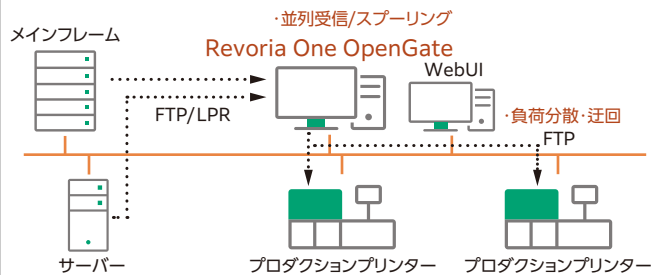 ・並列受信/スプーリング
メインフレーム
Revoria One OpenGate
WebUI
FTP/LPR
・負荷分散・迂回
FTP
サーバー
プロダクションプリンター
プロダクションプリンター